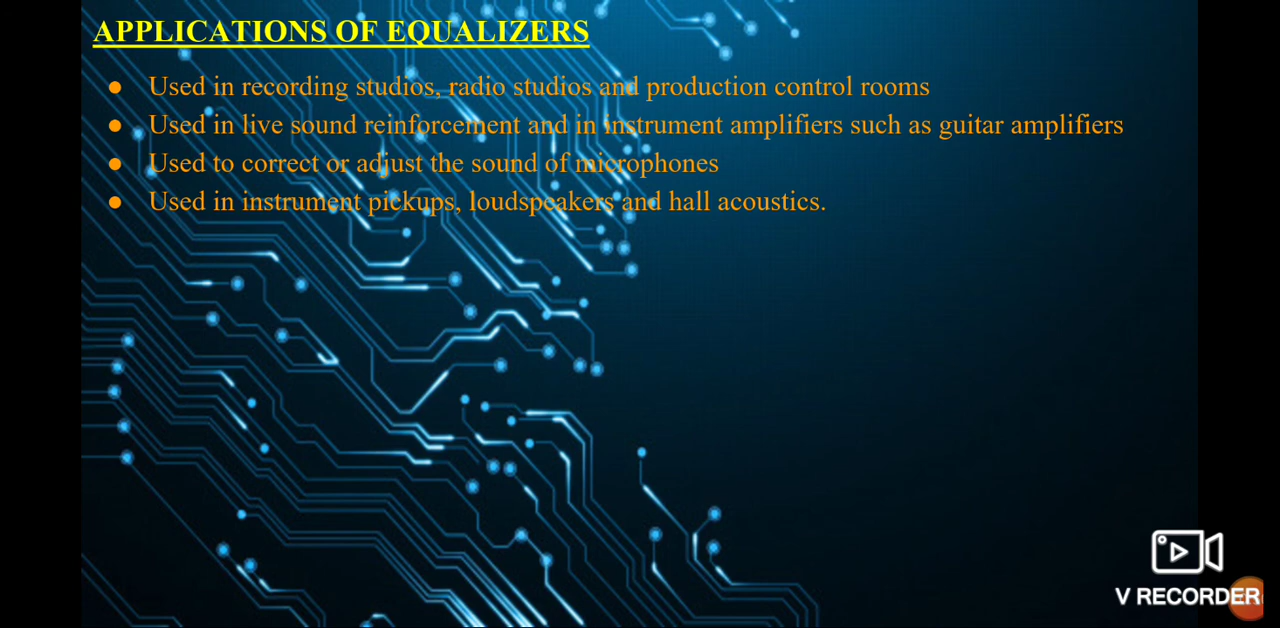 APPLICATIONS OF EQUALIZERS
● Used in recording studios, radio studios and production control rooms
● Used in live sound reinforcement and in instrument amplifiers such as guitar amplifiers
● Used to correct or adjust the sound of microphones
● Used in instrument pickups, loudspeakers and hall acoustics.
V RECORDER